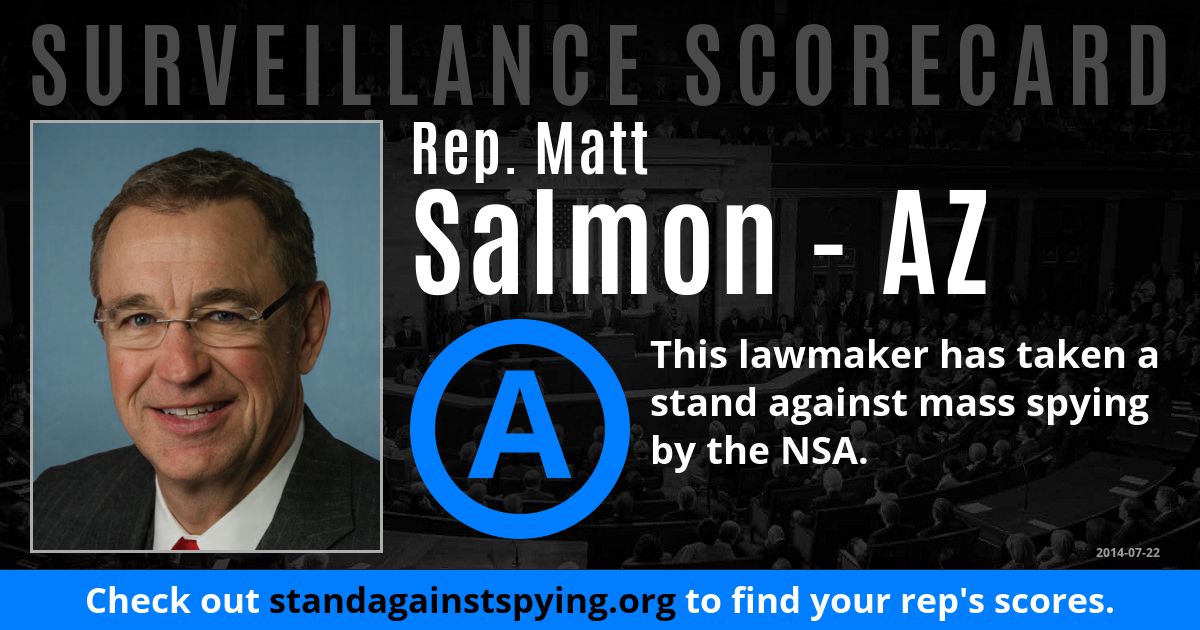 SURVEILLANCE SCORECARD
Rep. Matt
Salmon - AZ
A
This lawmaker has taken a
stand against mass spying
by the NSA.
2014-07-22
Check out standagainstspying.org to find your rep's scores.